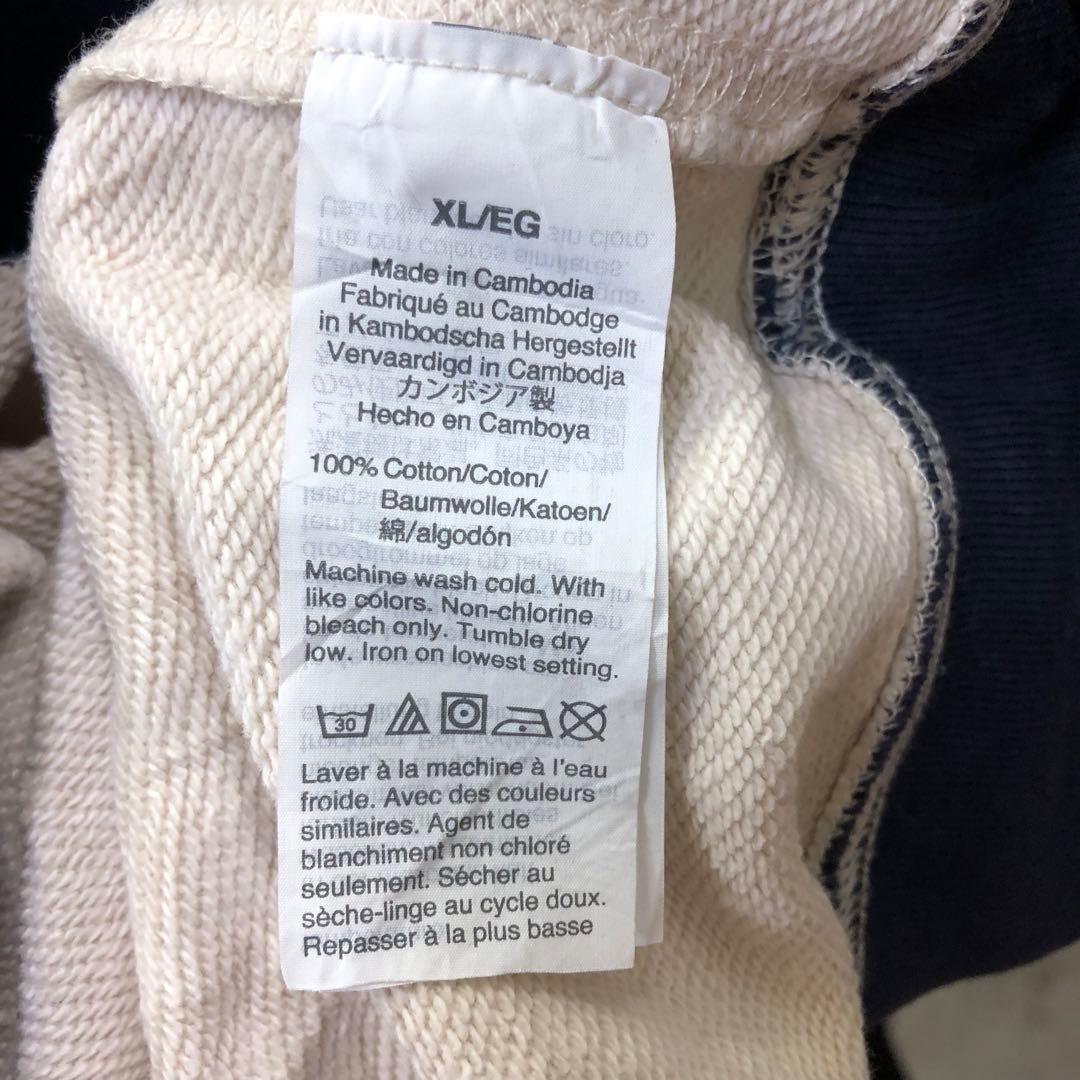 XL/EG
Made in Cambodia
Fabriqué au Cambodge
in Kambodscha Hergestellt
Vervaardigd in Cambodja
カンボジア製
Hecho en Camboya
100% Cotton/Coton/
Baumwolle/Katoen/
綿/algodón
Machine wash cold. With
like colors. Non-chlorine
bleach only. Tumble dry
low. Iron on lowest setting.
30
Laver à la machine à l'eau
froide. Avec des couleurs
similaires. Agent de
blanchiment non chloré
seulement. Sécher au
sèche-linge au cycle doux.
Repasser à la plus basse